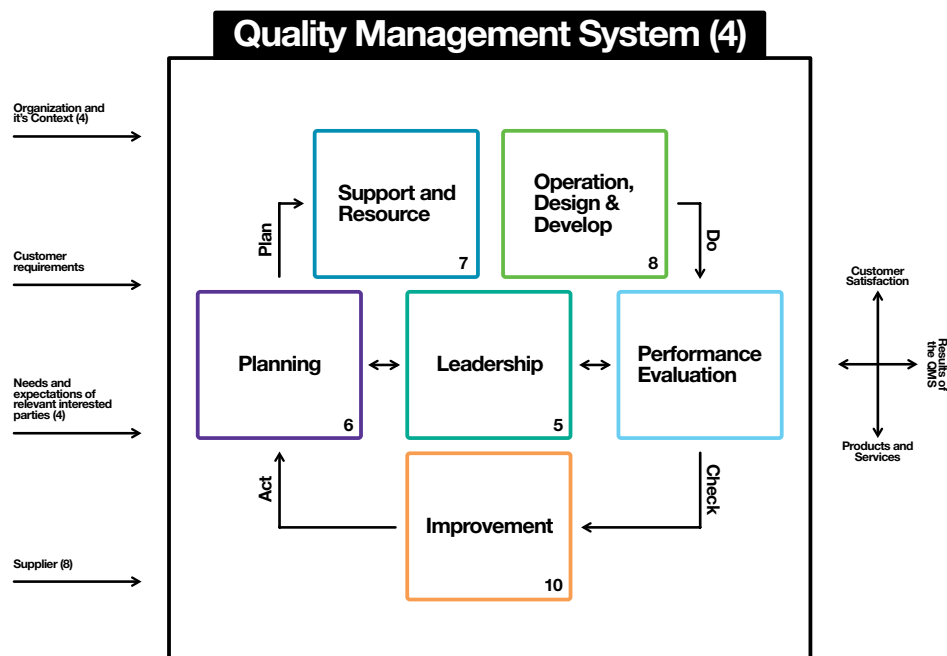 Quality Management System (4)
Organization and
it's Context (4)
Customer
requirements
Needs and
expectations of
relevant interested
parties (4)
Supplier (8)
Plan
Support and
Resource
7
Operation,
Design &
Develop
8
Do
Planning
6
Leadership
5
Performance
Evaluation
Act
Improvement
10
Check
Customer
Satisfaction
Results of
the QMS
Products and
Services